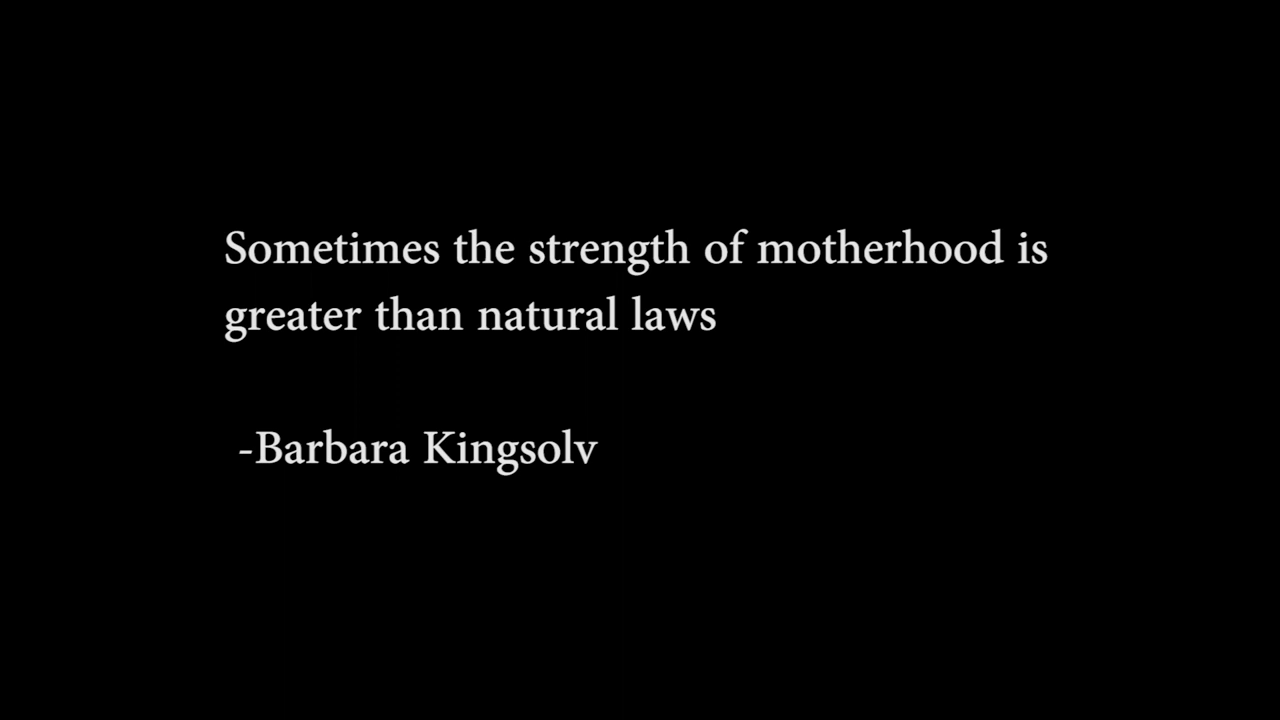 Sometimes the strength of motherhood is
greater than natural laws
-Barbara Kingsolv